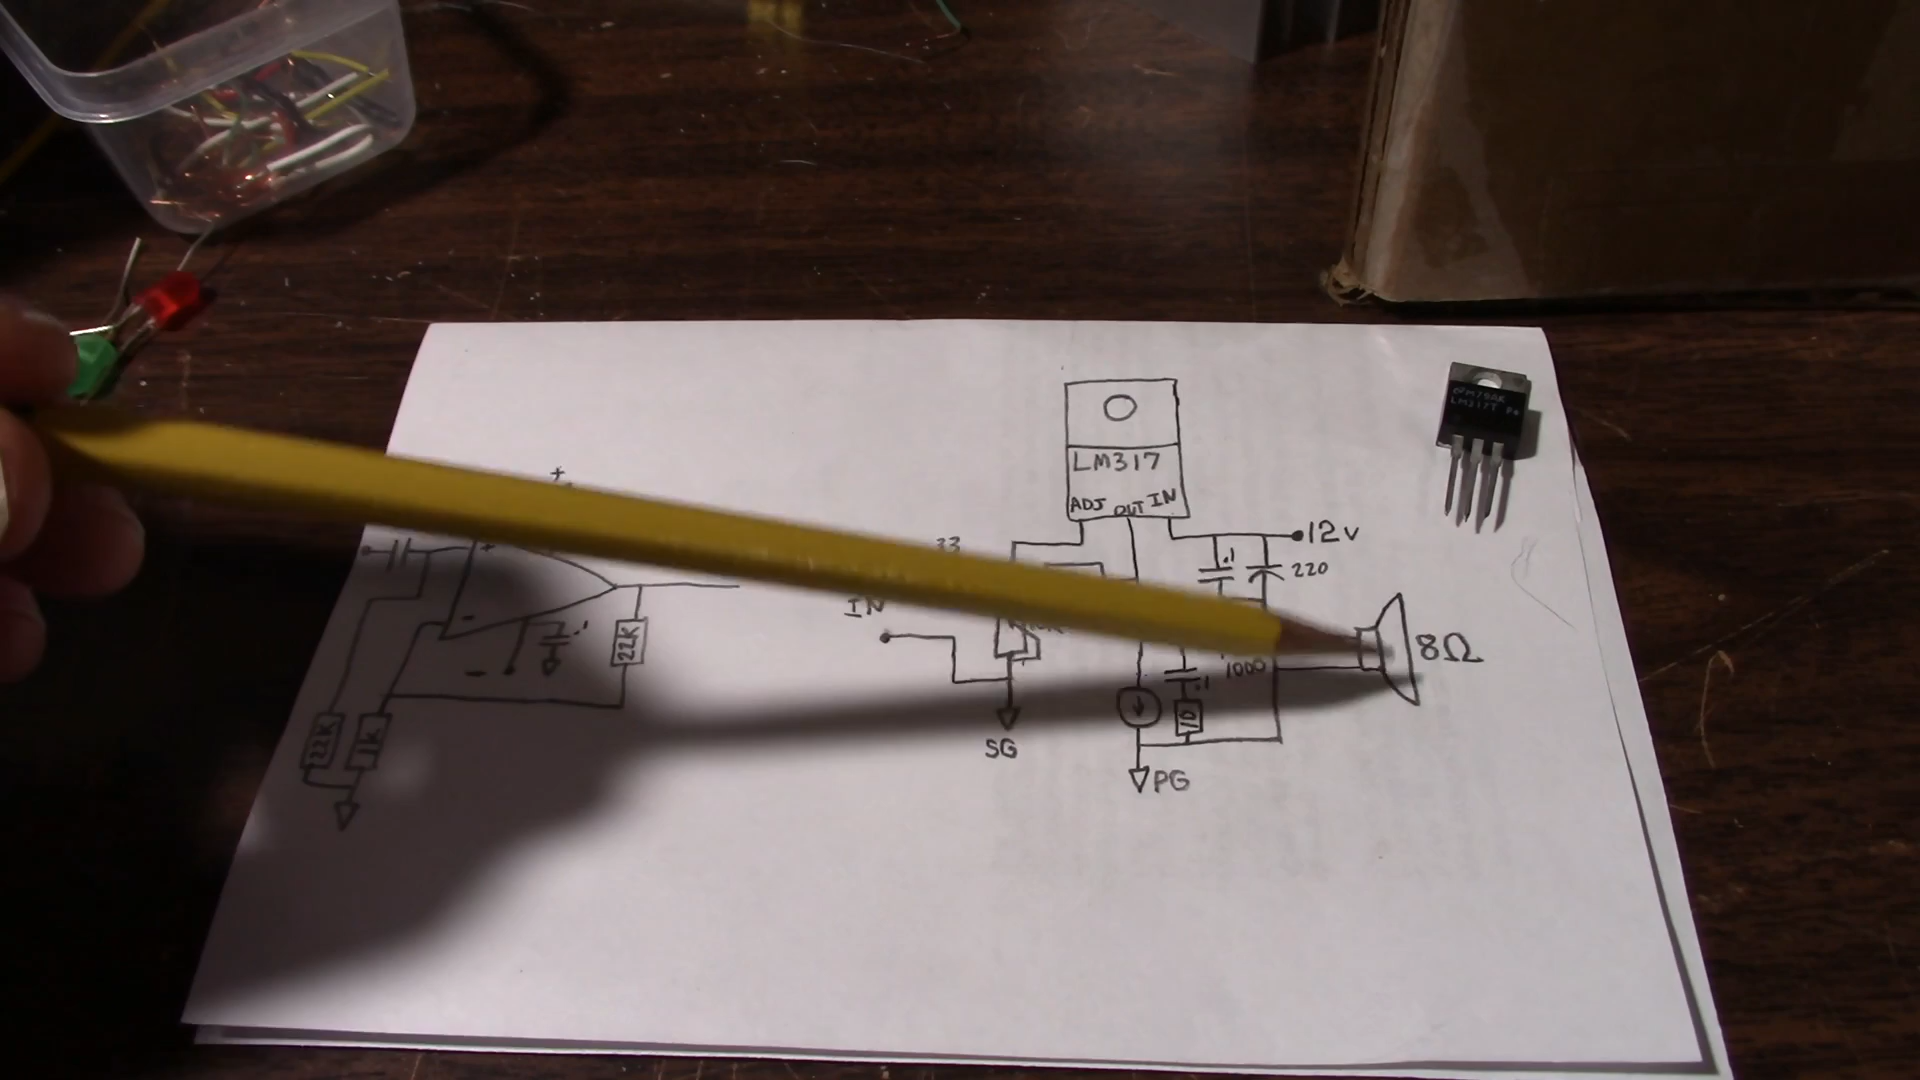 +
LM317
ADJ OUT IN
12V
.1
220
33
IN
+
-
.1
-
22K
1000
.1
10
8Ω
22K
1K
SG
PG
LM317T